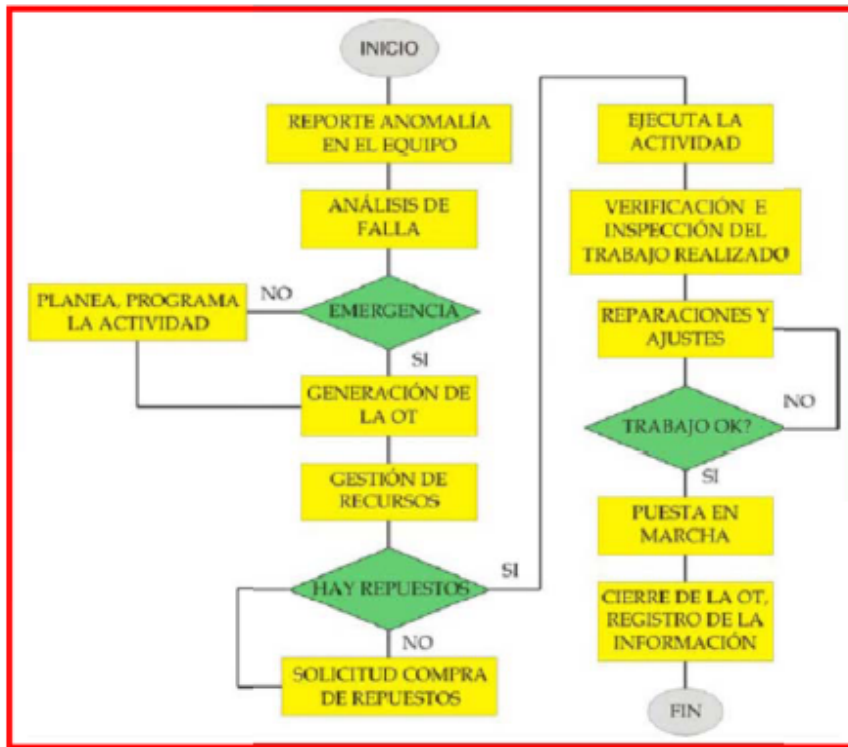 INICIO
REPORTE ANOMALÍA
EN EL EQUIPO
ANÁLISIS DE
FALLA
EMERGENCIA
NO
PLANEA, PROGRAMA
LA ACTIVIDAD
SI
GENERACIÓN DE
LA OT
GESTIÓN DE
RECURSOS
HAY REPUESTOS
SI
NO
SOLICITUD COMPRA
DE REPUESTOS
EJECUTA LA
ACTIVIDAD
VERIFICACIÓN E
INSPECCIÓN DEL
TRABAJO REALIZADO
REPARACIONES Y
AJUSTES
TRABAJO OK?
NO
SI
PUESTA EN
MARCHA
CIERRE DE LA OT,
REGISTRO DE LA
INFORMACIÓN
FIN